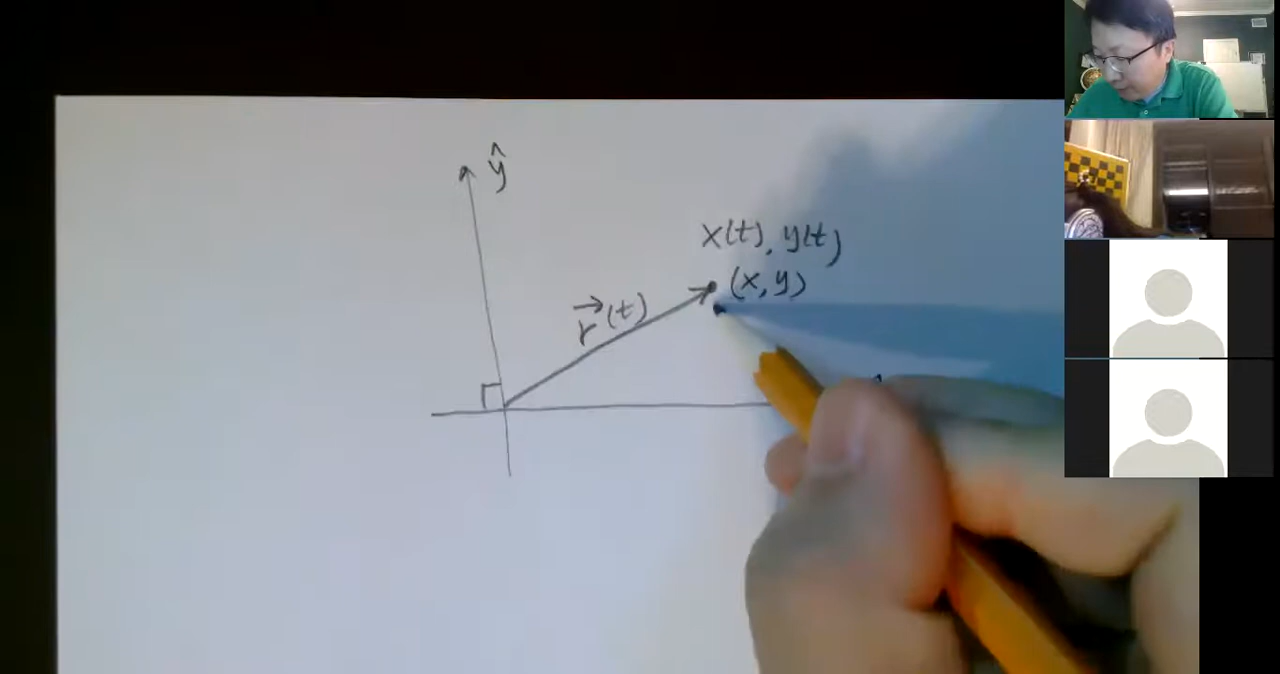 ŷ
x(t), y(t)
(x, y)
r⃗(t)